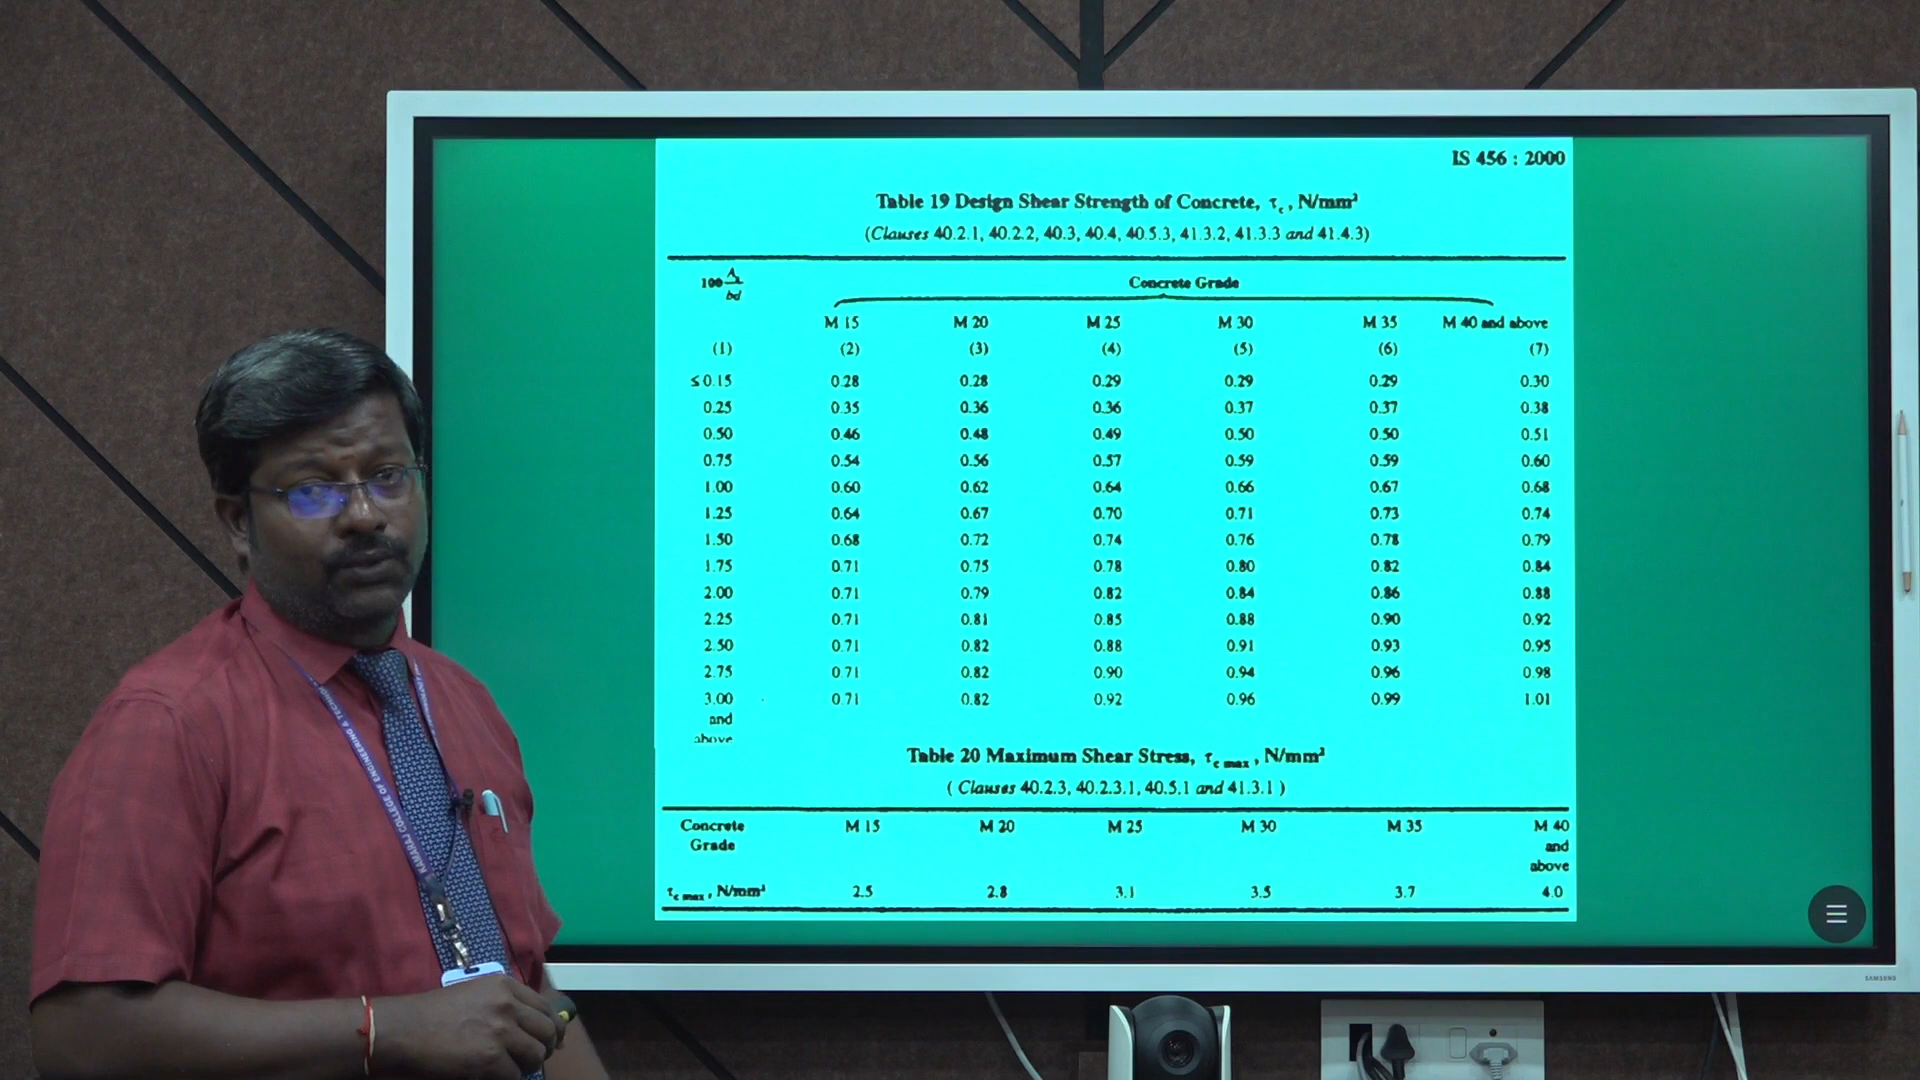 IS 456 : 2000
Table 19 Design Shear Strength of Concrete, τc , N/mm²
(Clauses 40.2.1, 40.2.2, 40.3, 40.4, 40.5.3, 41.3.2, 41.3.3 and 41.4.3)
100 As/bd Concrete Grade
M 15 M 20 M 25 M 30 M 35 M 40 and above
(1) (2) (3) (4) (5) (6) (7)
≤ 0.15 0.28 0.28 0.29 0.29 0.29 0.30
0.25 0.35 0.36 0.36 0.37 0.37 0.38
0.50 0.46 0.48 0.49 0.50 0.50 0.51
0.75 0.54 0.56 0.57 0.59 0.59 0.60
1.00 0.60 0.62 0.64 0.66 0.67 0.68
1.25 0.64 0.67 0.70 0.71 0.73 0.74
1.50 0.68 0.72 0.74 0.76 0.78 0.79
1.75 0.71 0.75 0.78 0.80 0.82 0.84
2.00 0.71 0.79 0.82 0.84 0.86 0.88
2.25 0.71 0.81 0.85 0.88 0.90 0.92
2.50 0.71 0.82 0.88 0.91 0.93 0.95
2.75 0.71 0.82 0.90 0.94 0.96 0.98
3.00 0.71 0.82 0.92 0.96 0.99 1.01
and
above
Table 20 Maximum Shear Stress, τc max , N/mm²
( Clauses 40.2.3, 40.2.3.1, 40.5.1 and 41.3.1 )
Concrete M 15 M 20 M 25 M 30 M 35 M 40
Grade and
above
τc max , N/mm² 2.5 2.8 3.1 3.5 3.7 4.0
SAMSUNG
KAMARAJ COLLEGE OF ENGINEERING & TECHNOL